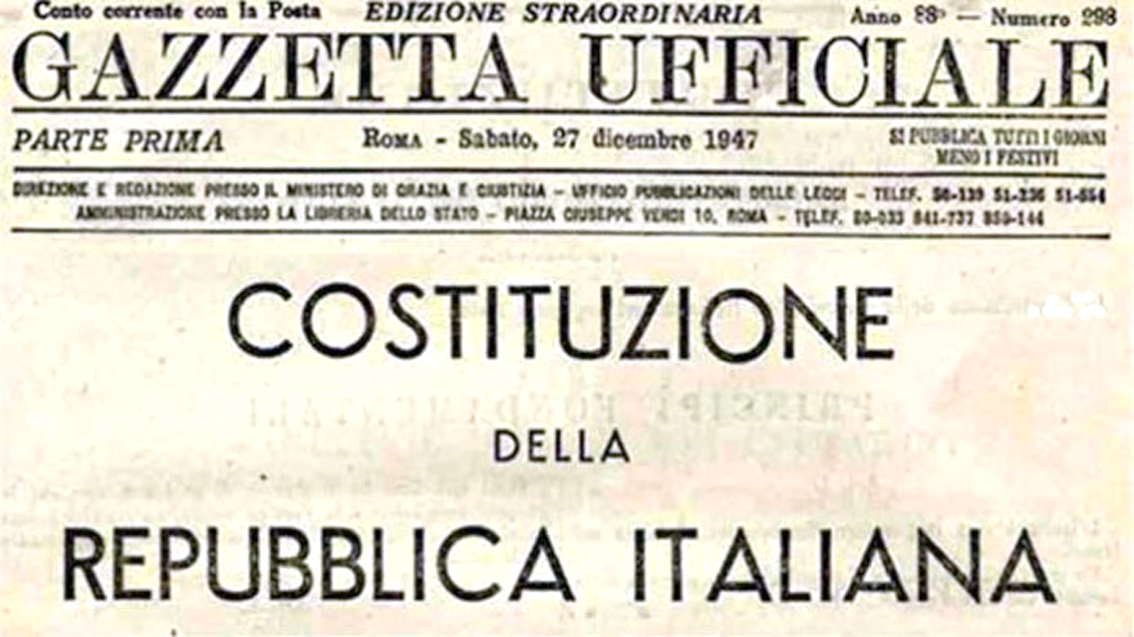 Conto corrente con la Posta EDIZIONE STRAORDINARIA Anno 88° — Numero 298
GAZZETTA UFFICIALE
PARTE PRIMA ROMA - Sabato, 27 dicembre 1947 SI PUBBLICA TUTTI I GIORNI
MENO I FESTIVI
DIREZIONE E REDAZIONE PRESSO IL MINISTERO DI GRAZIA E GIUSTIZIA - UFFICIO PUBBLICAZIONI DELLE LEGGI - TELEF. 50-139 51-236 51-554
AMMINISTRAZIONE PRESSO LA LIBRERIA DELLO STATO - PIAZZA GIUSEPPE VERDI 10, ROMA - TELEF. 80-033 841-737 850-144
COSTITUZIONE
DELLA
REPUBBLICA ITALIANA